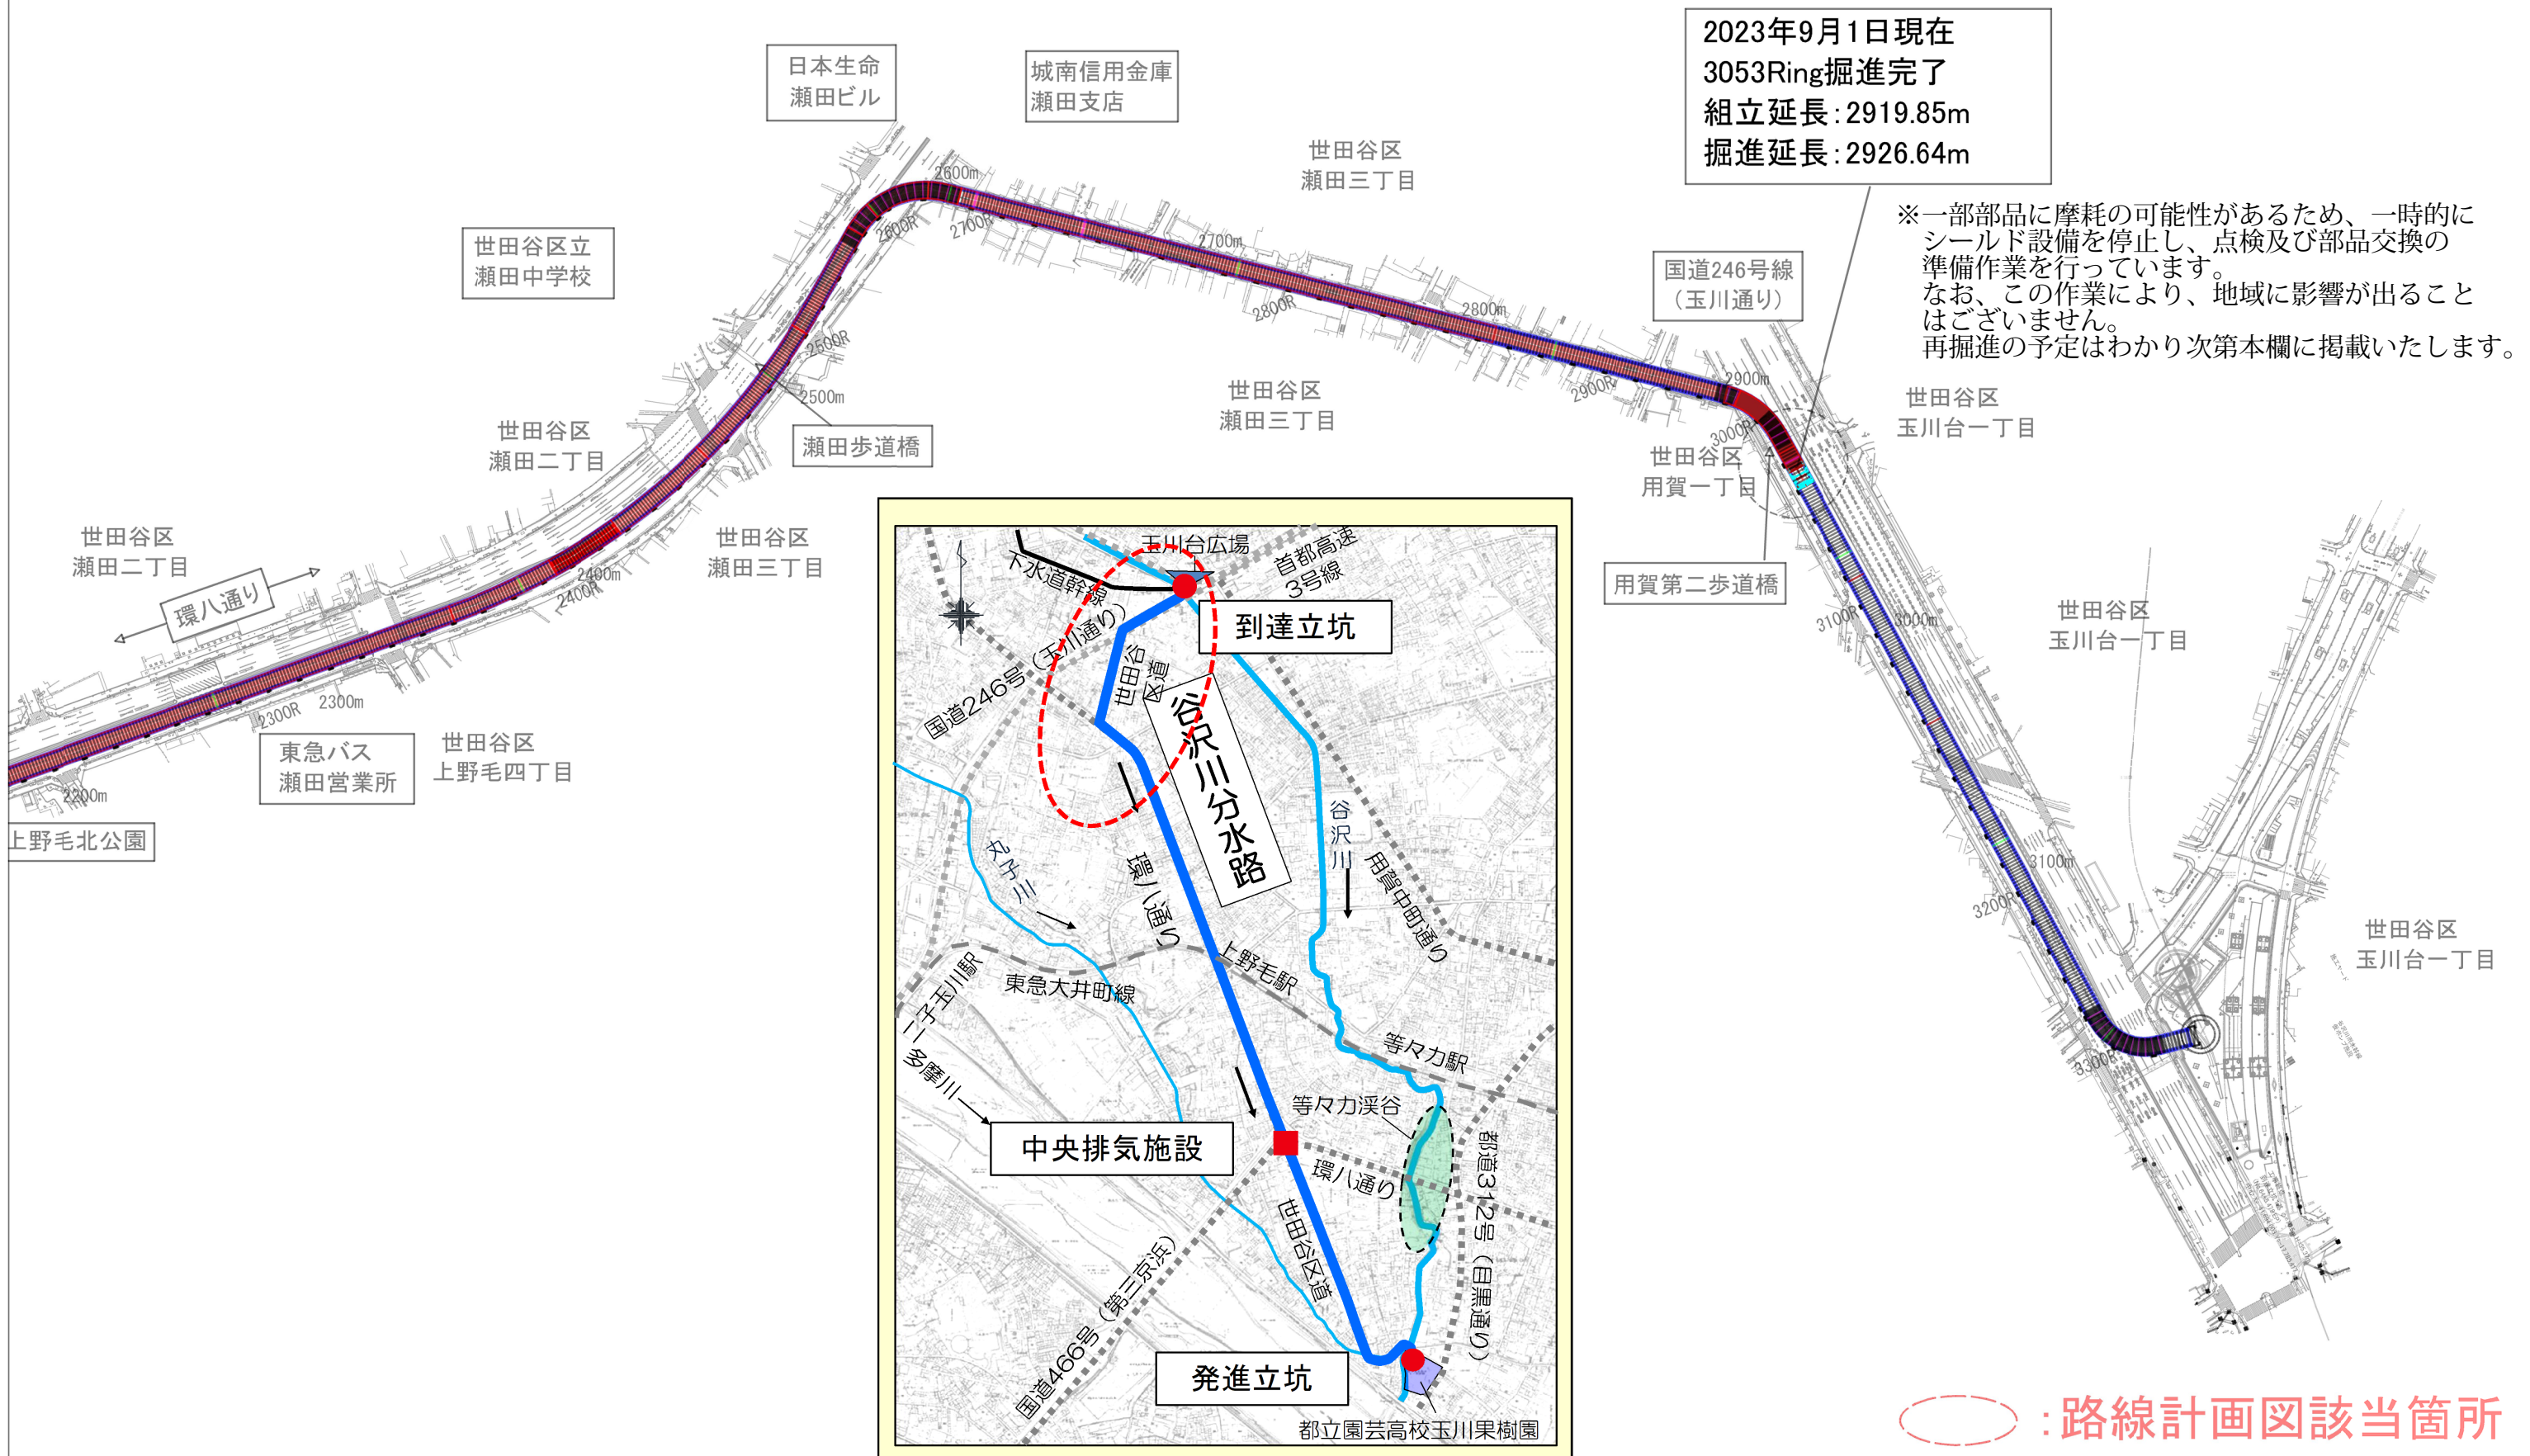 2023年9月1日現在
3053Ring掘進完了
組立延長:2919.85m
掘進延長:2926.64m
※一部部品に摩耗の可能性があるため、一時的に
シールド設備を停止し、点検及び部品交換の
準備作業を行っています。
なお、この作業により、地域に影響が出ること
はございません。
再掘進の予定はわかり次第本欄に掲載いたします。
日本生命
瀬田ビル
城南信用金庫
瀬田支店
世田谷区
瀬田三丁目
世田谷区立
瀬田中学校
国道246号線
(玉川通り)
2600m
2600R
2700R
2700m
2800R
2800m
2900R
2900m
3000R
2500R
2500m
瀬田歩道橋
世田谷区
瀬田三丁目
世田谷区
玉川台一丁目
世田谷区
用賀一丁目
用賀第二歩道橋
世田谷区
瀬田二丁目
世田谷区
瀬田二丁目
世田谷区
瀬田三丁目
環八通り
2400m
2400R
2300R
2300m
2200m
東急バス
瀬田営業所
世田谷区
上野毛四丁目
上野毛北公園
3100R
3000m
世田谷区
玉川台一丁目
3100m
3200R
世田谷区
玉川台一丁目
3300R
玉川台広場
首都高速
3号線
下水道幹線
到達立坑
国道246号(玉川通り)
世田谷
区道
谷沢川分水路
谷沢川
丸子川
環八通り
用賀中町通り
上野毛駅
東急大井町線
二子玉川駅
多摩川
等々力駅
等々力渓谷
中央排気施設
環八通り
都道312号(目黒通り)
世田谷区道
国道466号(第三京浜)
発進立坑
都立園芸高校玉川果樹園
:路線計画図該当箇所